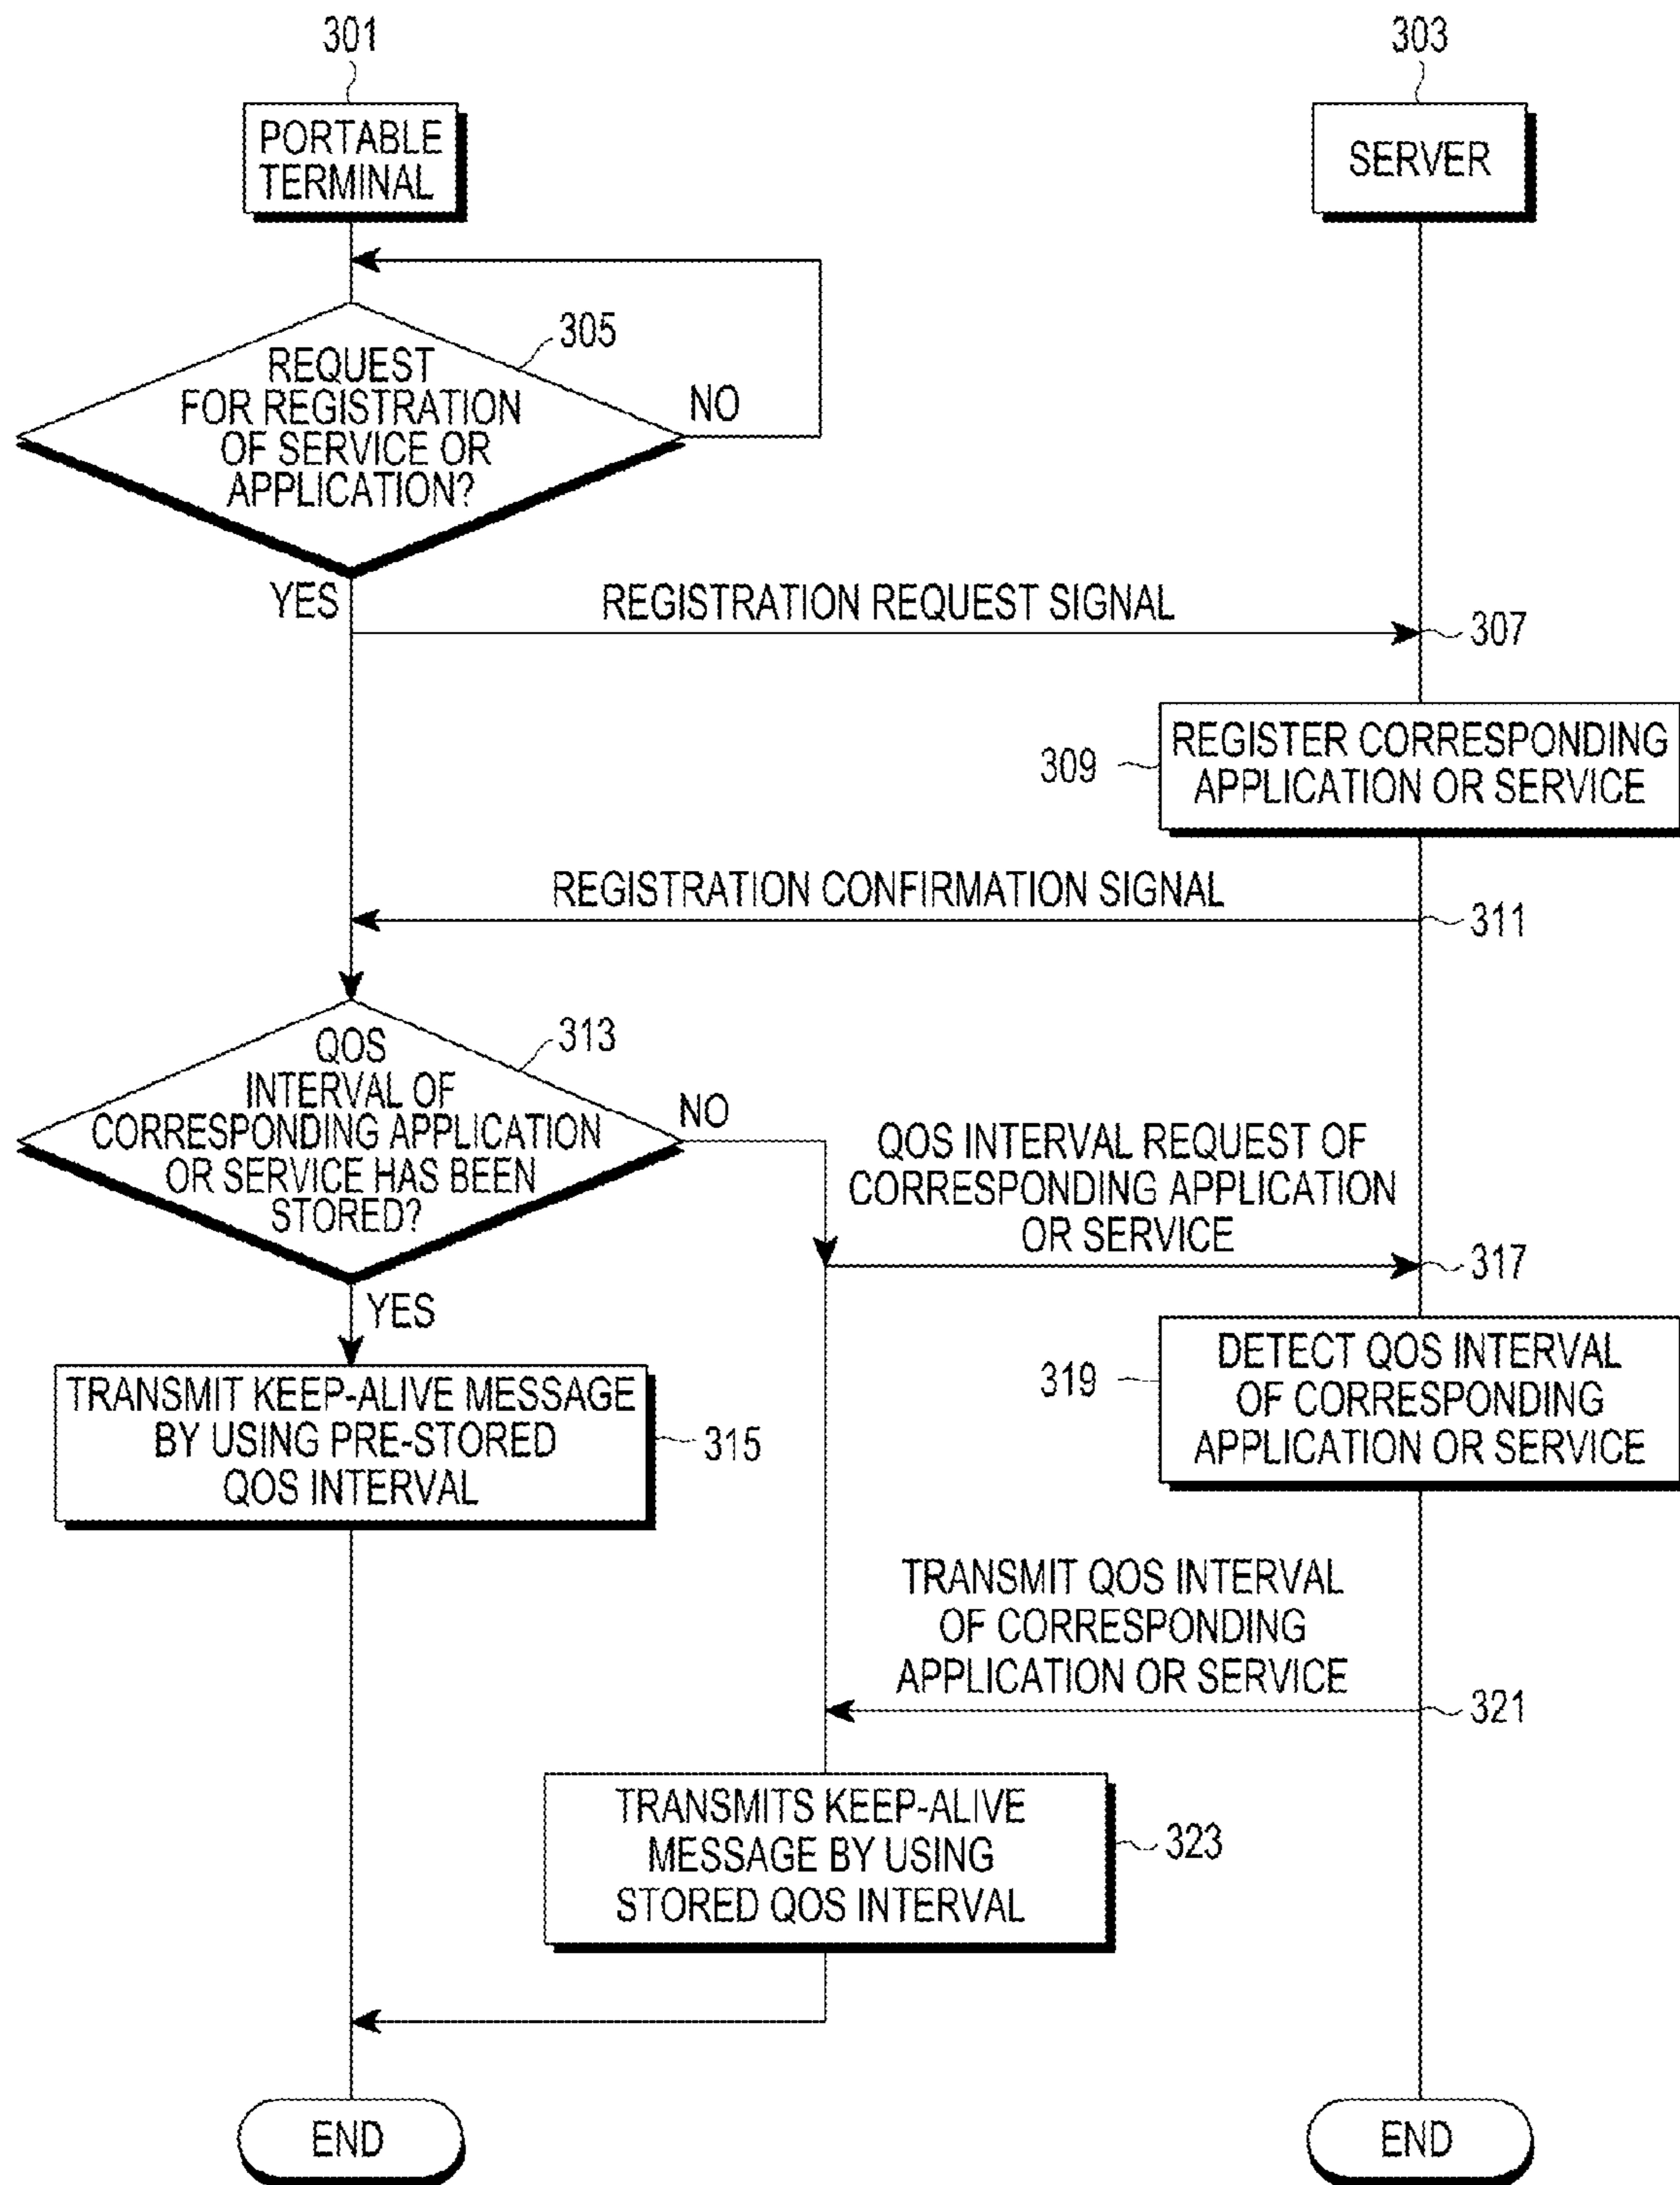 301
PORTABLE
TERMINAL
303
SERVER
305
REQUEST
FOR REGISTRATION
OF SERVICE OR
APPLICATION?
NO
YES
REGISTRATION REQUEST SIGNAL
307
309
REGISTER CORRESPONDING
APPLICATION OR SERVICE
REGISTRATION CONFIRMATION SIGNAL
311
313
QOS
INTERVAL OF
CORRESPONDING APPLICATION
OR SERVICE HAS BEEN
STORED?
NO
YES
QOS INTERVAL REQUEST OF
CORRESPONDING APPLICATION
OR SERVICE
317
TRANSMIT KEEP-ALIVE MESSAGE
BY USING PRE-STORED
QOS INTERVAL
315
319
DETECT QOS INTERVAL
OF CORRESPONDING
APPLICATION OR SERVICE
TRANSMIT QOS INTERVAL
OF CORRESPONDING
APPLICATION OR SERVICE
321
TRANSMITS KEEP-ALIVE
MESSAGE BY USING
STORED QOS INTERVAL
323
END
END